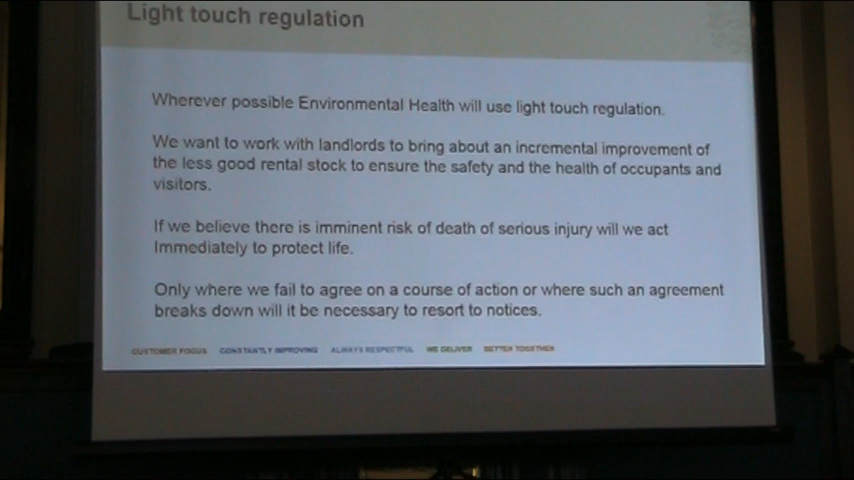 Light touch regulation
Wherever possible Environmental Health will use light touch regulation.
We want to work with landlords to bring about an incremental improvement of
the less good rental stock to ensure the safety and the health of occupants and
visitors.
If we believe there is imminent risk of death of serious injury will we act
Immediately to protect life.
Only where we fail to agree on a course of action or where such an agreement
breaks down will it be necessary to resort to notices.
CUSTOMER FOCUS CONSTANTLY IMPROVING ALWAYS RESPECTFUL WE DELIVER BETTER TOGETHER